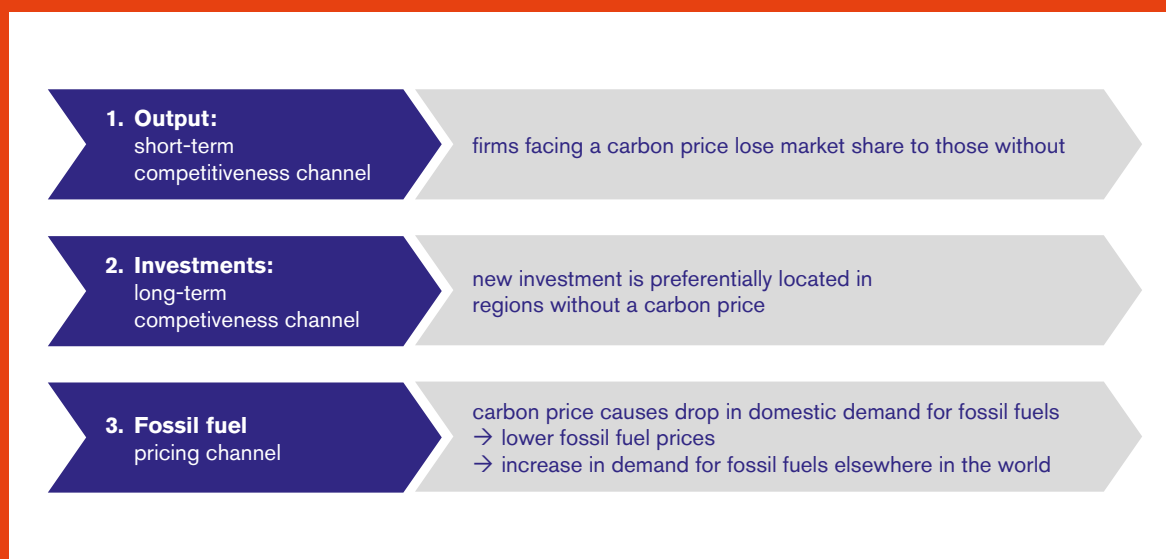 1. Output:
short-term
competitiveness channel
firms facing a carbon price lose market share to those without
2. Investments:
long-term
competiveness channel
new investment is preferentially located in
regions without a carbon price
3. Fossil fuel
pricing channel
carbon price causes drop in domestic demand for fossil fuels
→ lower fossil fuel prices
→ increase in demand for fossil fuels elsewhere in the world